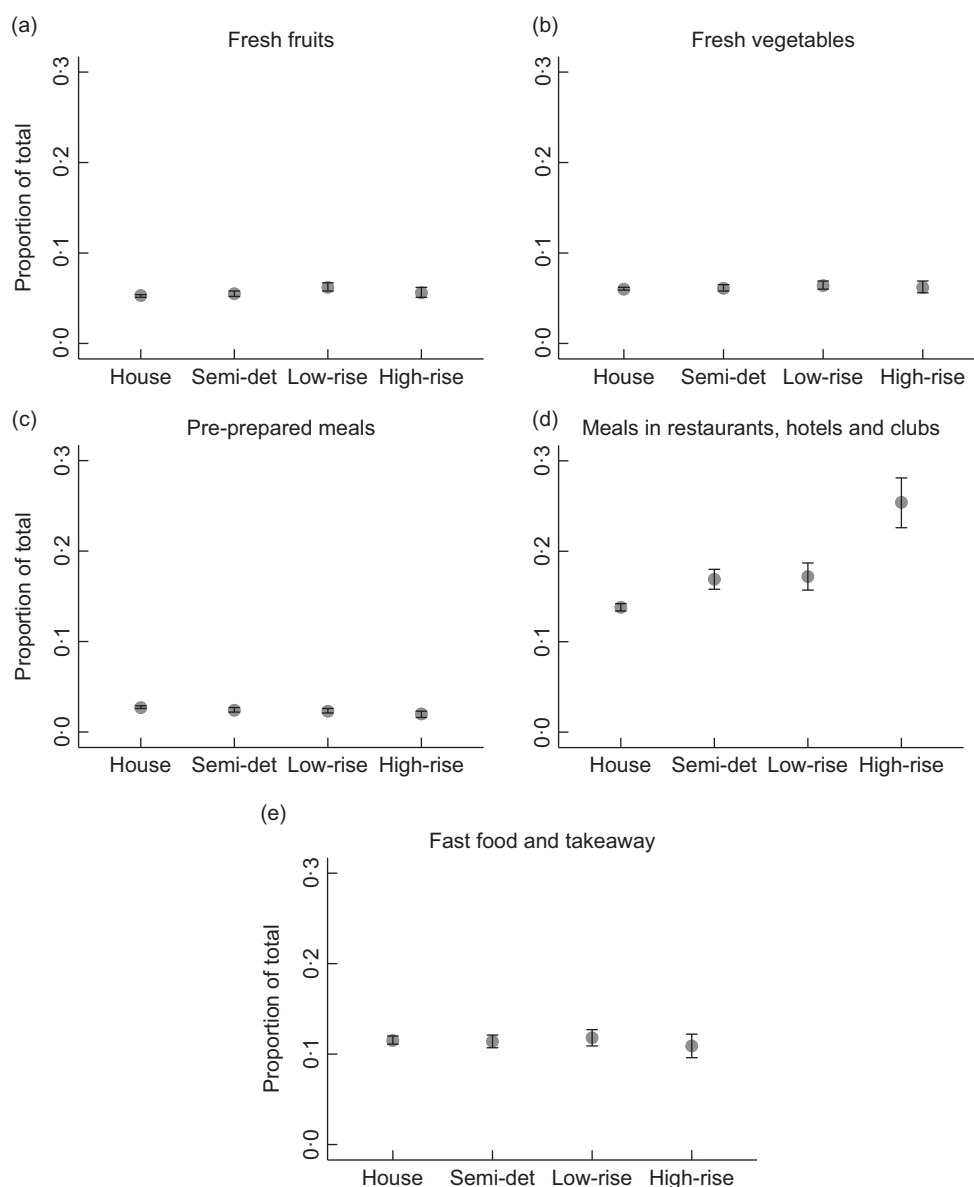 (a)
Fresh fruits
Proportion of total
0·3
0·2
0·1
0·0
House Semi-det Low-rise High-rise
(b)
Fresh vegetables
0·3
0·2
0·1
0·0
House Semi-det Low-rise High-rise
(c)
Pre-prepared meals
Proportion of total
0·3
0·2
0·1
0·0
House Semi-det Low-rise High-rise
(d)
Meals in restaurants, hotels and clubs
0·3
0·2
0·1
0·0
House Semi-det Low-rise High-rise
(e)
Fast food and takeaway
Proportion of total
0·3
0·2
0·1
0·0
House Semi-det Low-rise High-rise